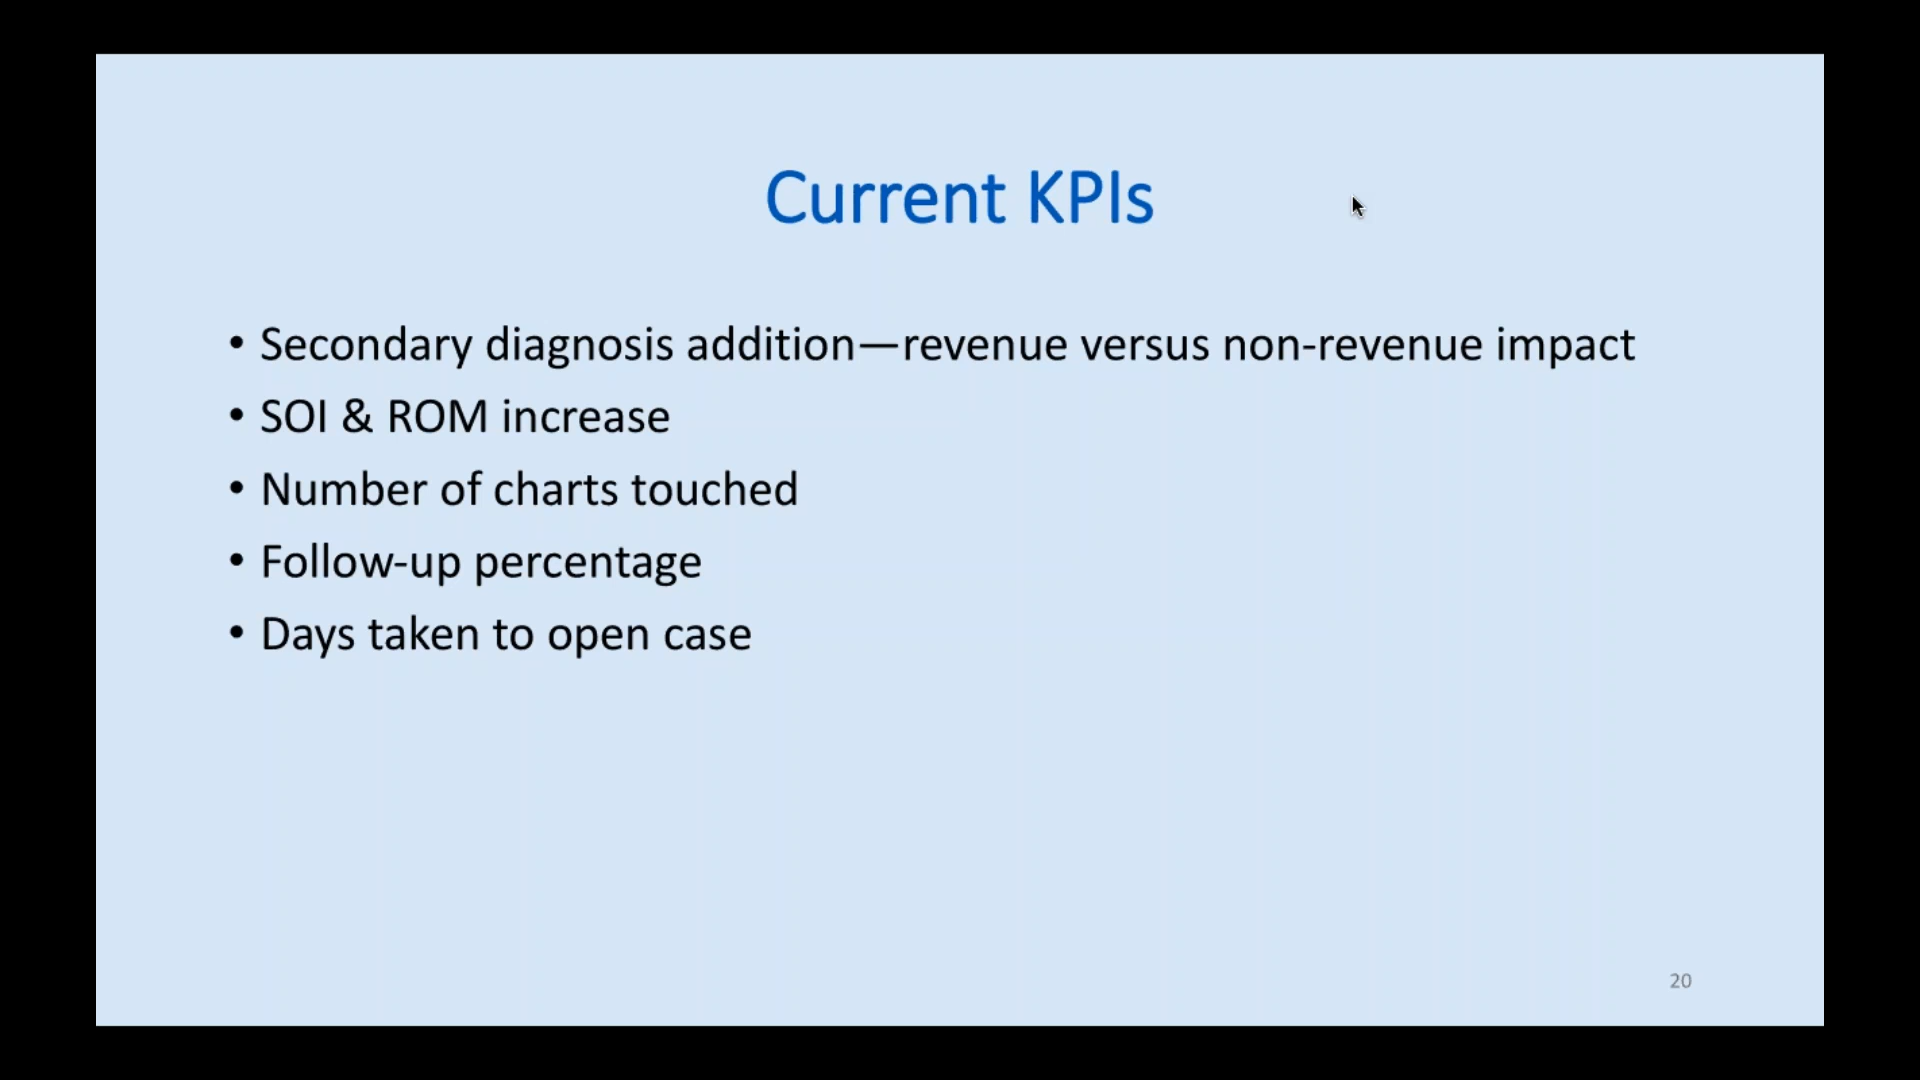 Current KPIs
• Secondary diagnosis addition—revenue versus non-revenue impact
• SOI & ROM increase
• Number of charts touched
• Follow-up percentage
• Days taken to open case
20